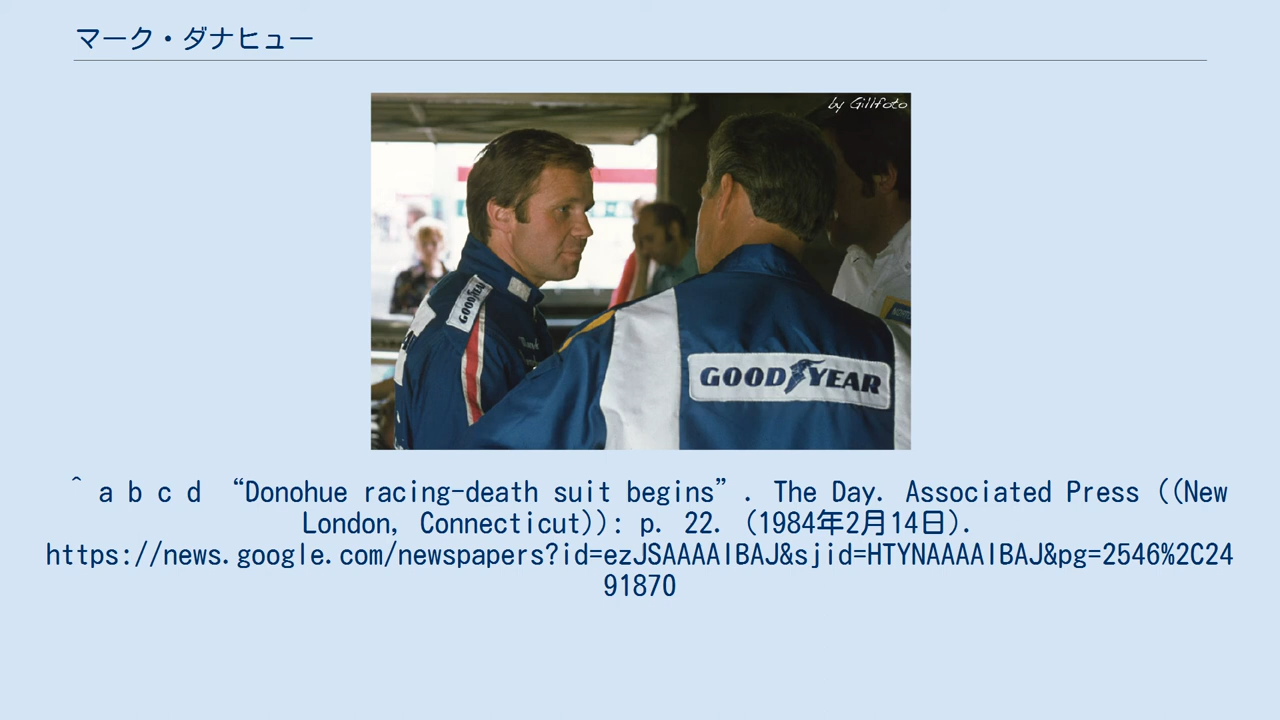 マーク・ダナヒュー
by Gillfoto
GOODYEAR
GOODYEAR
^ a b c d “Donohue racing-death suit begins”. The Day. Associated Press ((New
London, Connecticut)): p. 22. (1984年2月14日).
https://news.google.com/newspapers?id=ezJSAAAAIBAJ&sjid=HTYNAAAAIBAJ&pg=2546%2C24
91870